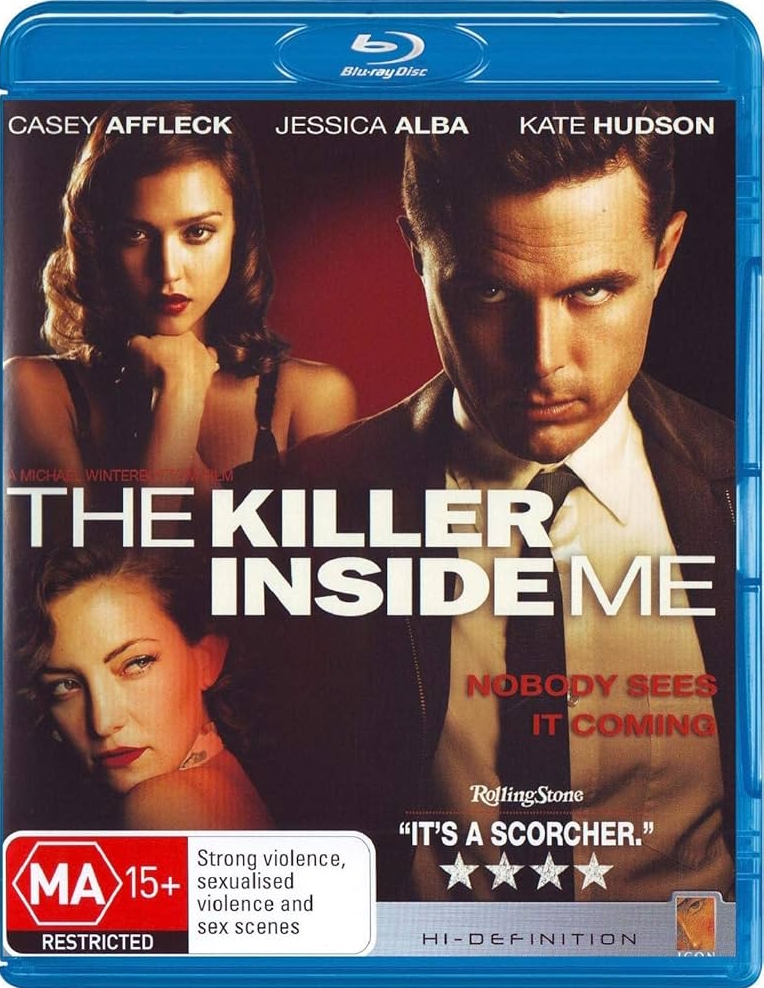 Blu-ray Disc
CASEY AFFLECK JESSICA ALBA KATE HUDSON
A MICHAEL WINTERBOTTOM FILM
THE KILLER
INSIDE ME
NOBODY SEES
IT COMING
RollingStone
"IT'S A SCORCHER."
MA 15+
RESTRICTED
Strong violence,
sexualised
violence and
sex scenes
HI-DEFINITION
ICON